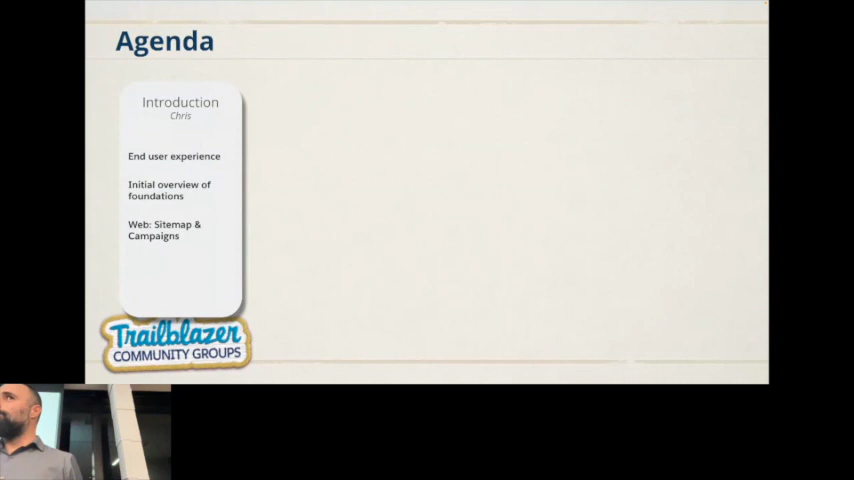 Agenda
Introduction
Chris
End user experience
Initial overview of
foundations
Web: Sitemap &
Campaigns
Trailblazer
COMMUNITY GROUPS